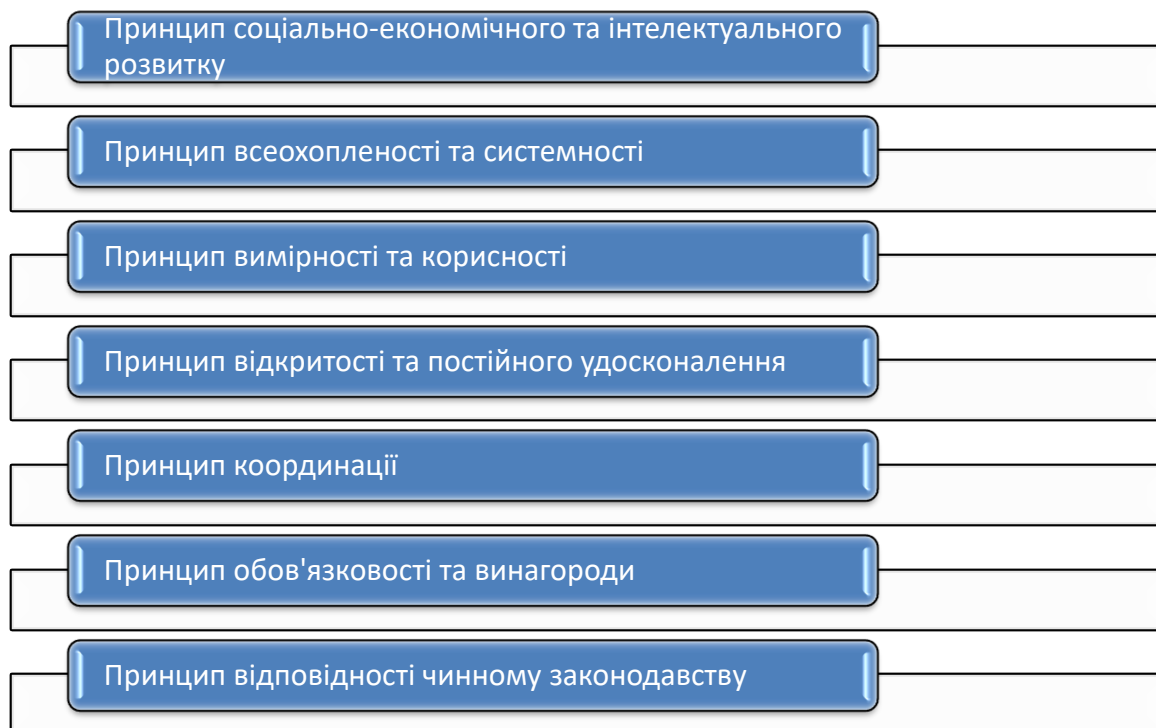 Принцип соціально-економічного та інтелектуального
розвитку
Принцип всеохопленості та системності
Принцип вимірності та корисності
Принцип відкритості та постійного удосконалення
Принцип координації
Принцип обов'язковості та винагороди
Принцип відповідності чинному законодавству